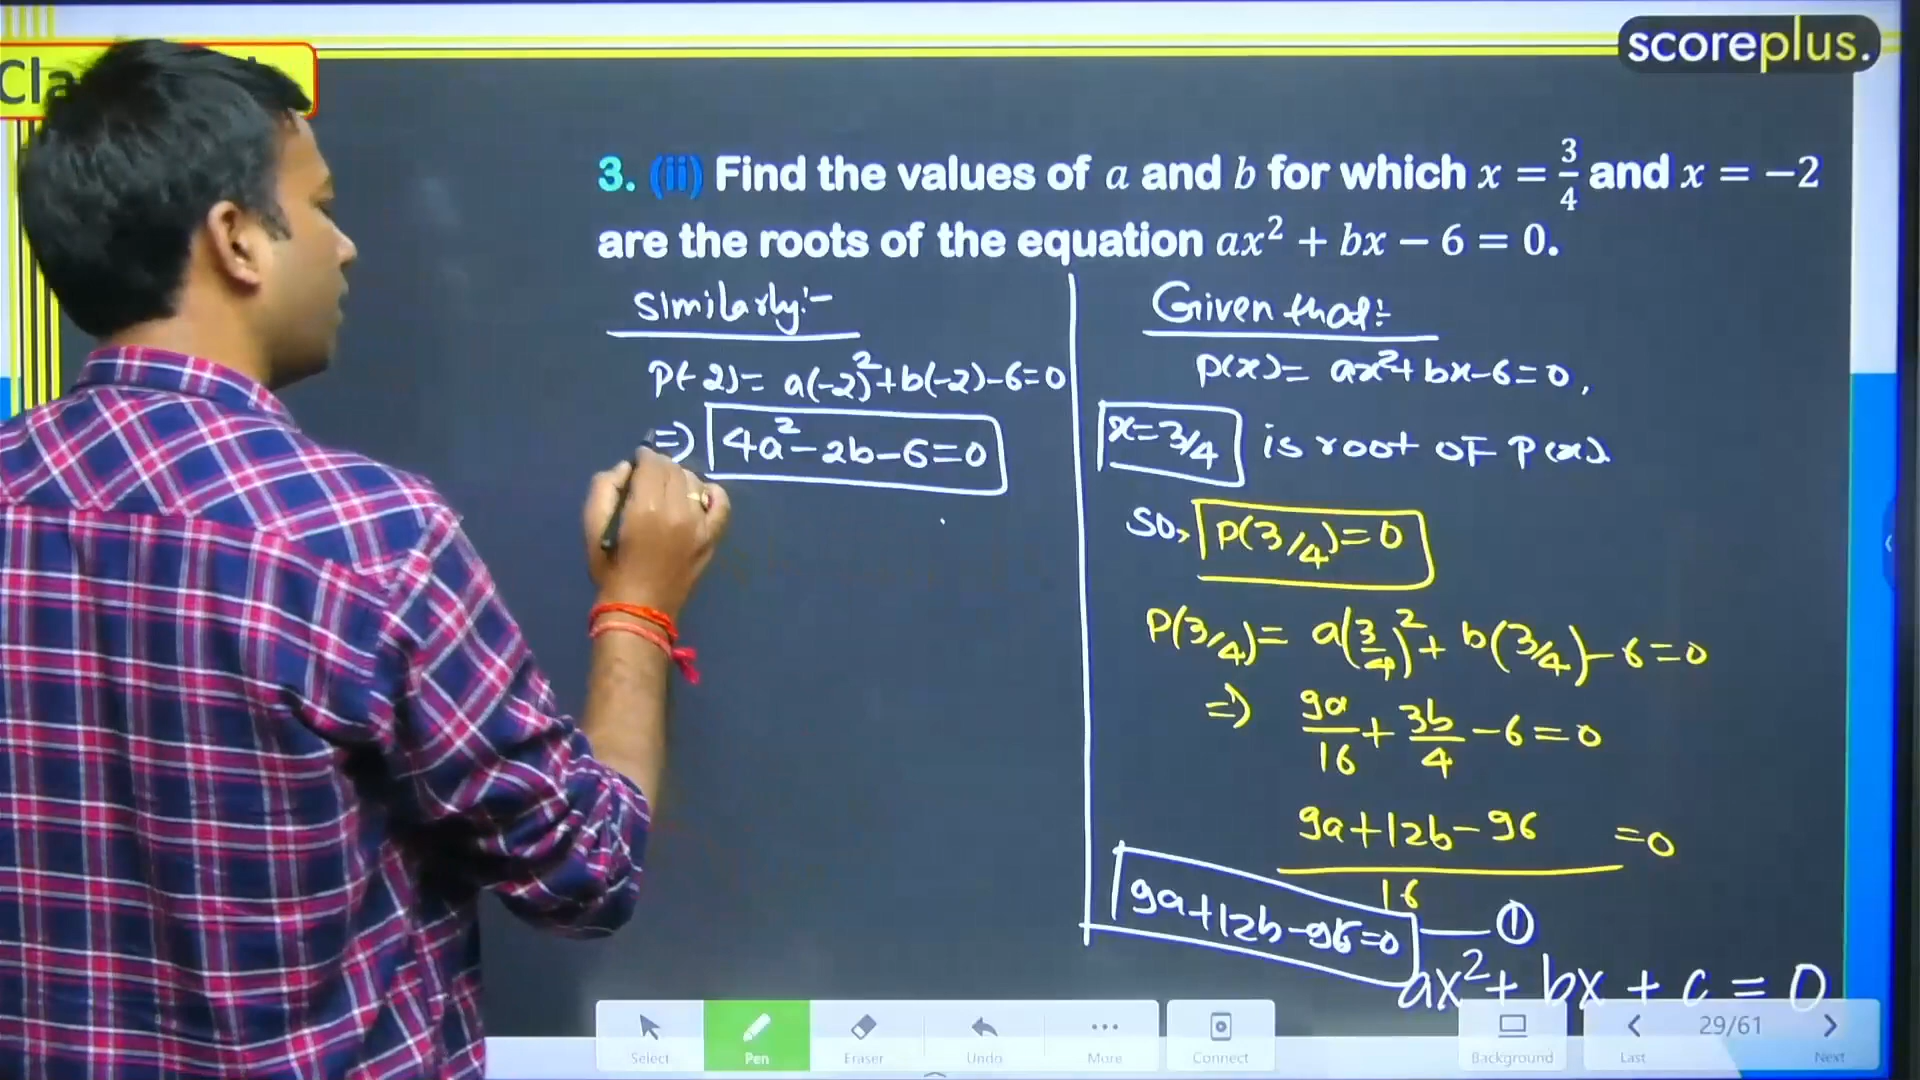 scoreplus.
Cla
3. (ii) Find the values of a and b for which x = 3/4 and x = −2
are the roots of the equation ax² + bx − 6 = 0.
Similarly:-
P(-2)= a(-2)²+b(-2)-6=0
=> 4a²-2b-6=0
Given that:-
P(x)= ax²+bx-6=0,
x=3/4 is root of P(x).
so, P(3/4)=0
P(3/4)= a(3/4)²+ b(3/4)-6=0
=> 9a/16 + 3b/4 -6=0
9a+12b-96/16 =0
9a+12b-96=0 —①
ax²+ bx + c = 0
Select Pen Eraser Undo More Connect Background Last 29/61 Next